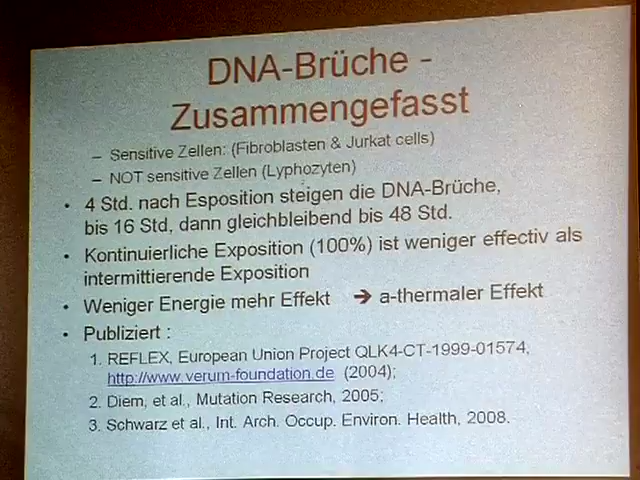 DNA-Brüche -
Zusammengefasst
– Sensitive Zellen: (Fibroblasten & Jurkat cells)
– NOT sensitive Zellen (Lyphozyten)
• 4 Std. nach Esposition steigen die DNA-Brüche,
bis 16 Std, dann gleichbleibend bis 48 Std.
• Kontinuierliche Exposition (100%) ist weniger effectiv als
intermittierende Exposition
• Weniger Energie mehr Effekt ➔ a-thermaler Effekt
• Publiziert :
1. REFLEX, European Union Project QLK4-CT-1999-01574,
http://www.verum-foundation.de (2004);
2. Diem, et al., Mutation Research, 2005;
3. Schwarz et al., Int. Arch. Occup. Environ. Health, 2008.